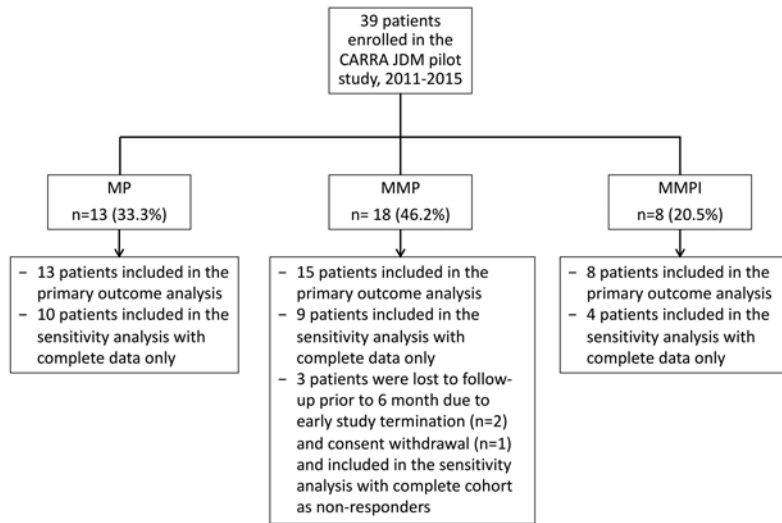 39 patients
enrolled in the
CARRA JDM pilot
study, 2011-2015
MP
n=13 (33.3%)
MMP
n= 18 (46.2%)
MMPI
n=8 (20.5%)
− 13 patients included in the
primary outcome analysis
− 10 patients included in the
sensitivity analysis with
complete data only
− 15 patients included in the
primary outcome analysis
− 9 patients included in the
sensitivity analysis with
complete data only
− 3 patients were lost to follow-
up prior to 6 month due to
early study termination (n=2)
and consent withdrawal (n=1)
and included in the sensitivity
analysis with complete cohort
as non-responders
− 8 patients included in the
primary outcome analysis
− 4 patients included in the
sensitivity analysis with
complete data only